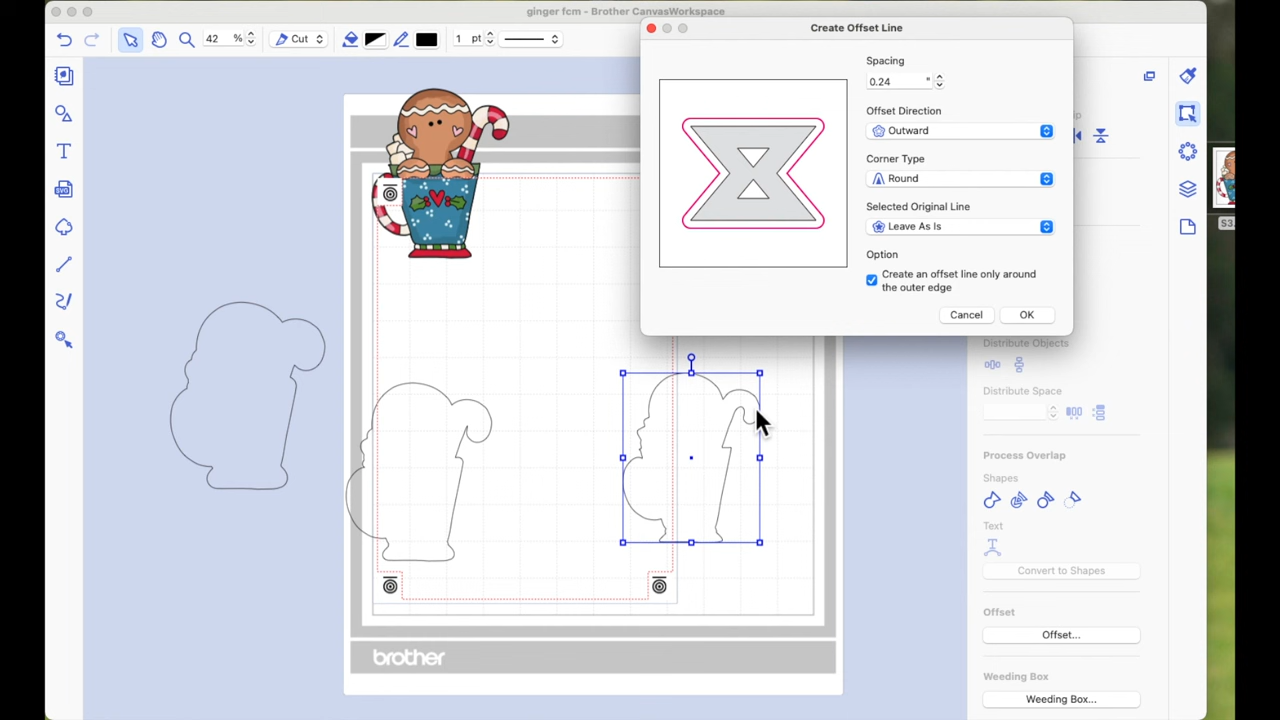 ginger fcm - Brother CanvasWorkspace
42 %
Cut
1 pt
T
SVG
Create Offset Line
Spacing
0.24 "
Offset Direction
Outward
Corner Type
Round
Selected Original Line
Leave As Is
Option
Create an offset line only around
the outer edge
Cancel
OK
Distribute Objects
Distribute Space
Process Overlap
Shapes
Text
Convert to Shapes
Offset
Offset...
Weeding Box
Weeding Box...
brother